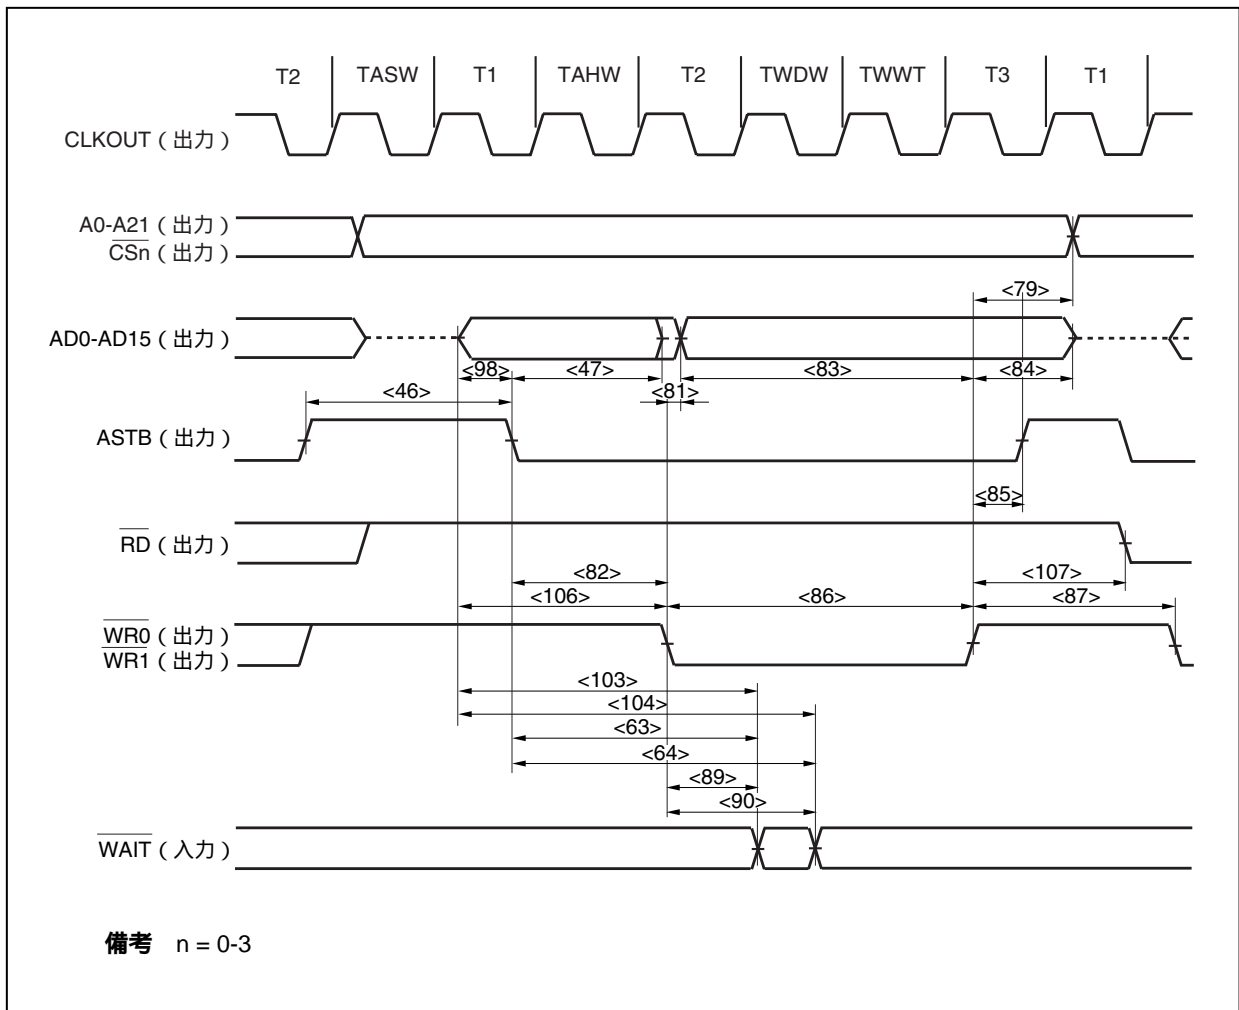 T2 TASW T1 TAHW T2 TWDW TWWT T3 T1
CLKOUT（出力）
A0-A21（出力）
CSn（出力）
<79>
AD0-AD15（出力）
<98> <47> <83> <84>
<81>
<46>
ASTB（出力）
<85>
RD（出力）
<82> <107>
<106> <86> <87>
WR0（出力）
WR1（出力）
<103>
<104>
<63>
<64>
<89>
<90>
WAIT（入力）
備考 n = 0-3